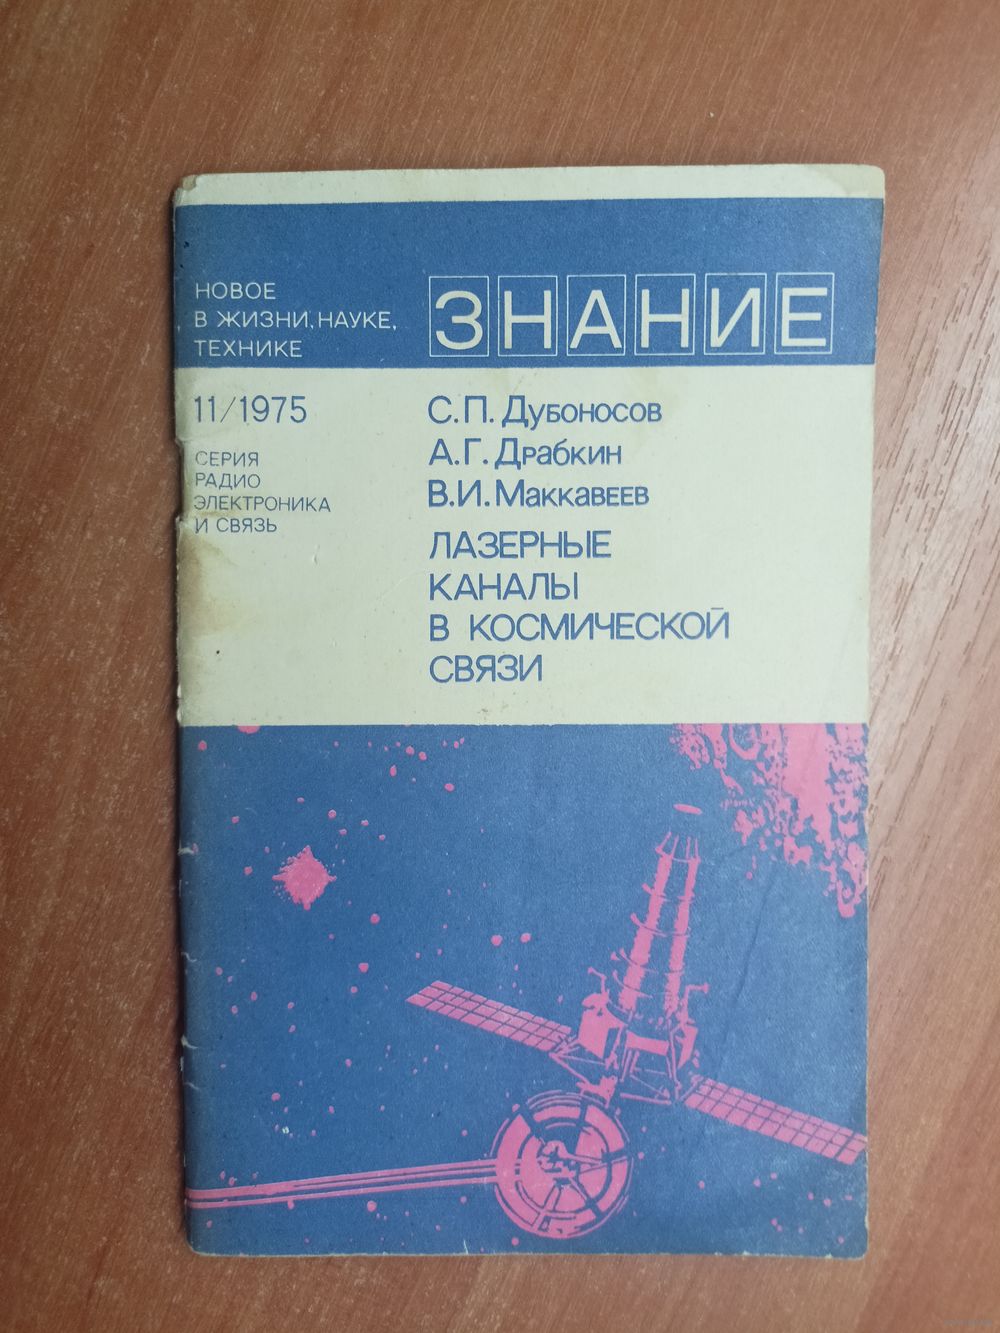 НОВОЕ
В ЖИЗНИ, НАУКЕ,
ТЕХНИКЕ
ЗНАНИЕ
11/1975
СЕРИЯ
РАДИО
ЭЛЕКТРОНИКА
И СВЯЗЬ
С.П. Дубоносов
А.Г. Драбкин
В.И. Маккавеев
ЛАЗЕРНЫЕ
КАНАЛЫ
В КОСМИЧЕСКОЙ
СВЯЗИ